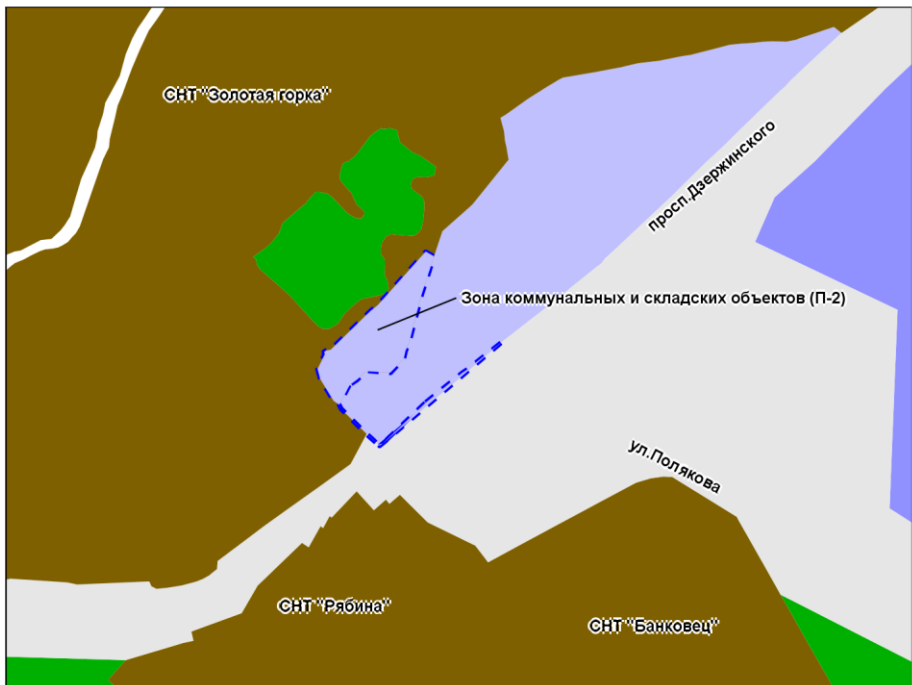 СНТ "Золотая горка"
просп.Дзержинского
Зона коммунальных и складских объектов (П-2)
ул.Полякова
СНТ "Рябина"
СНТ "Банковец"